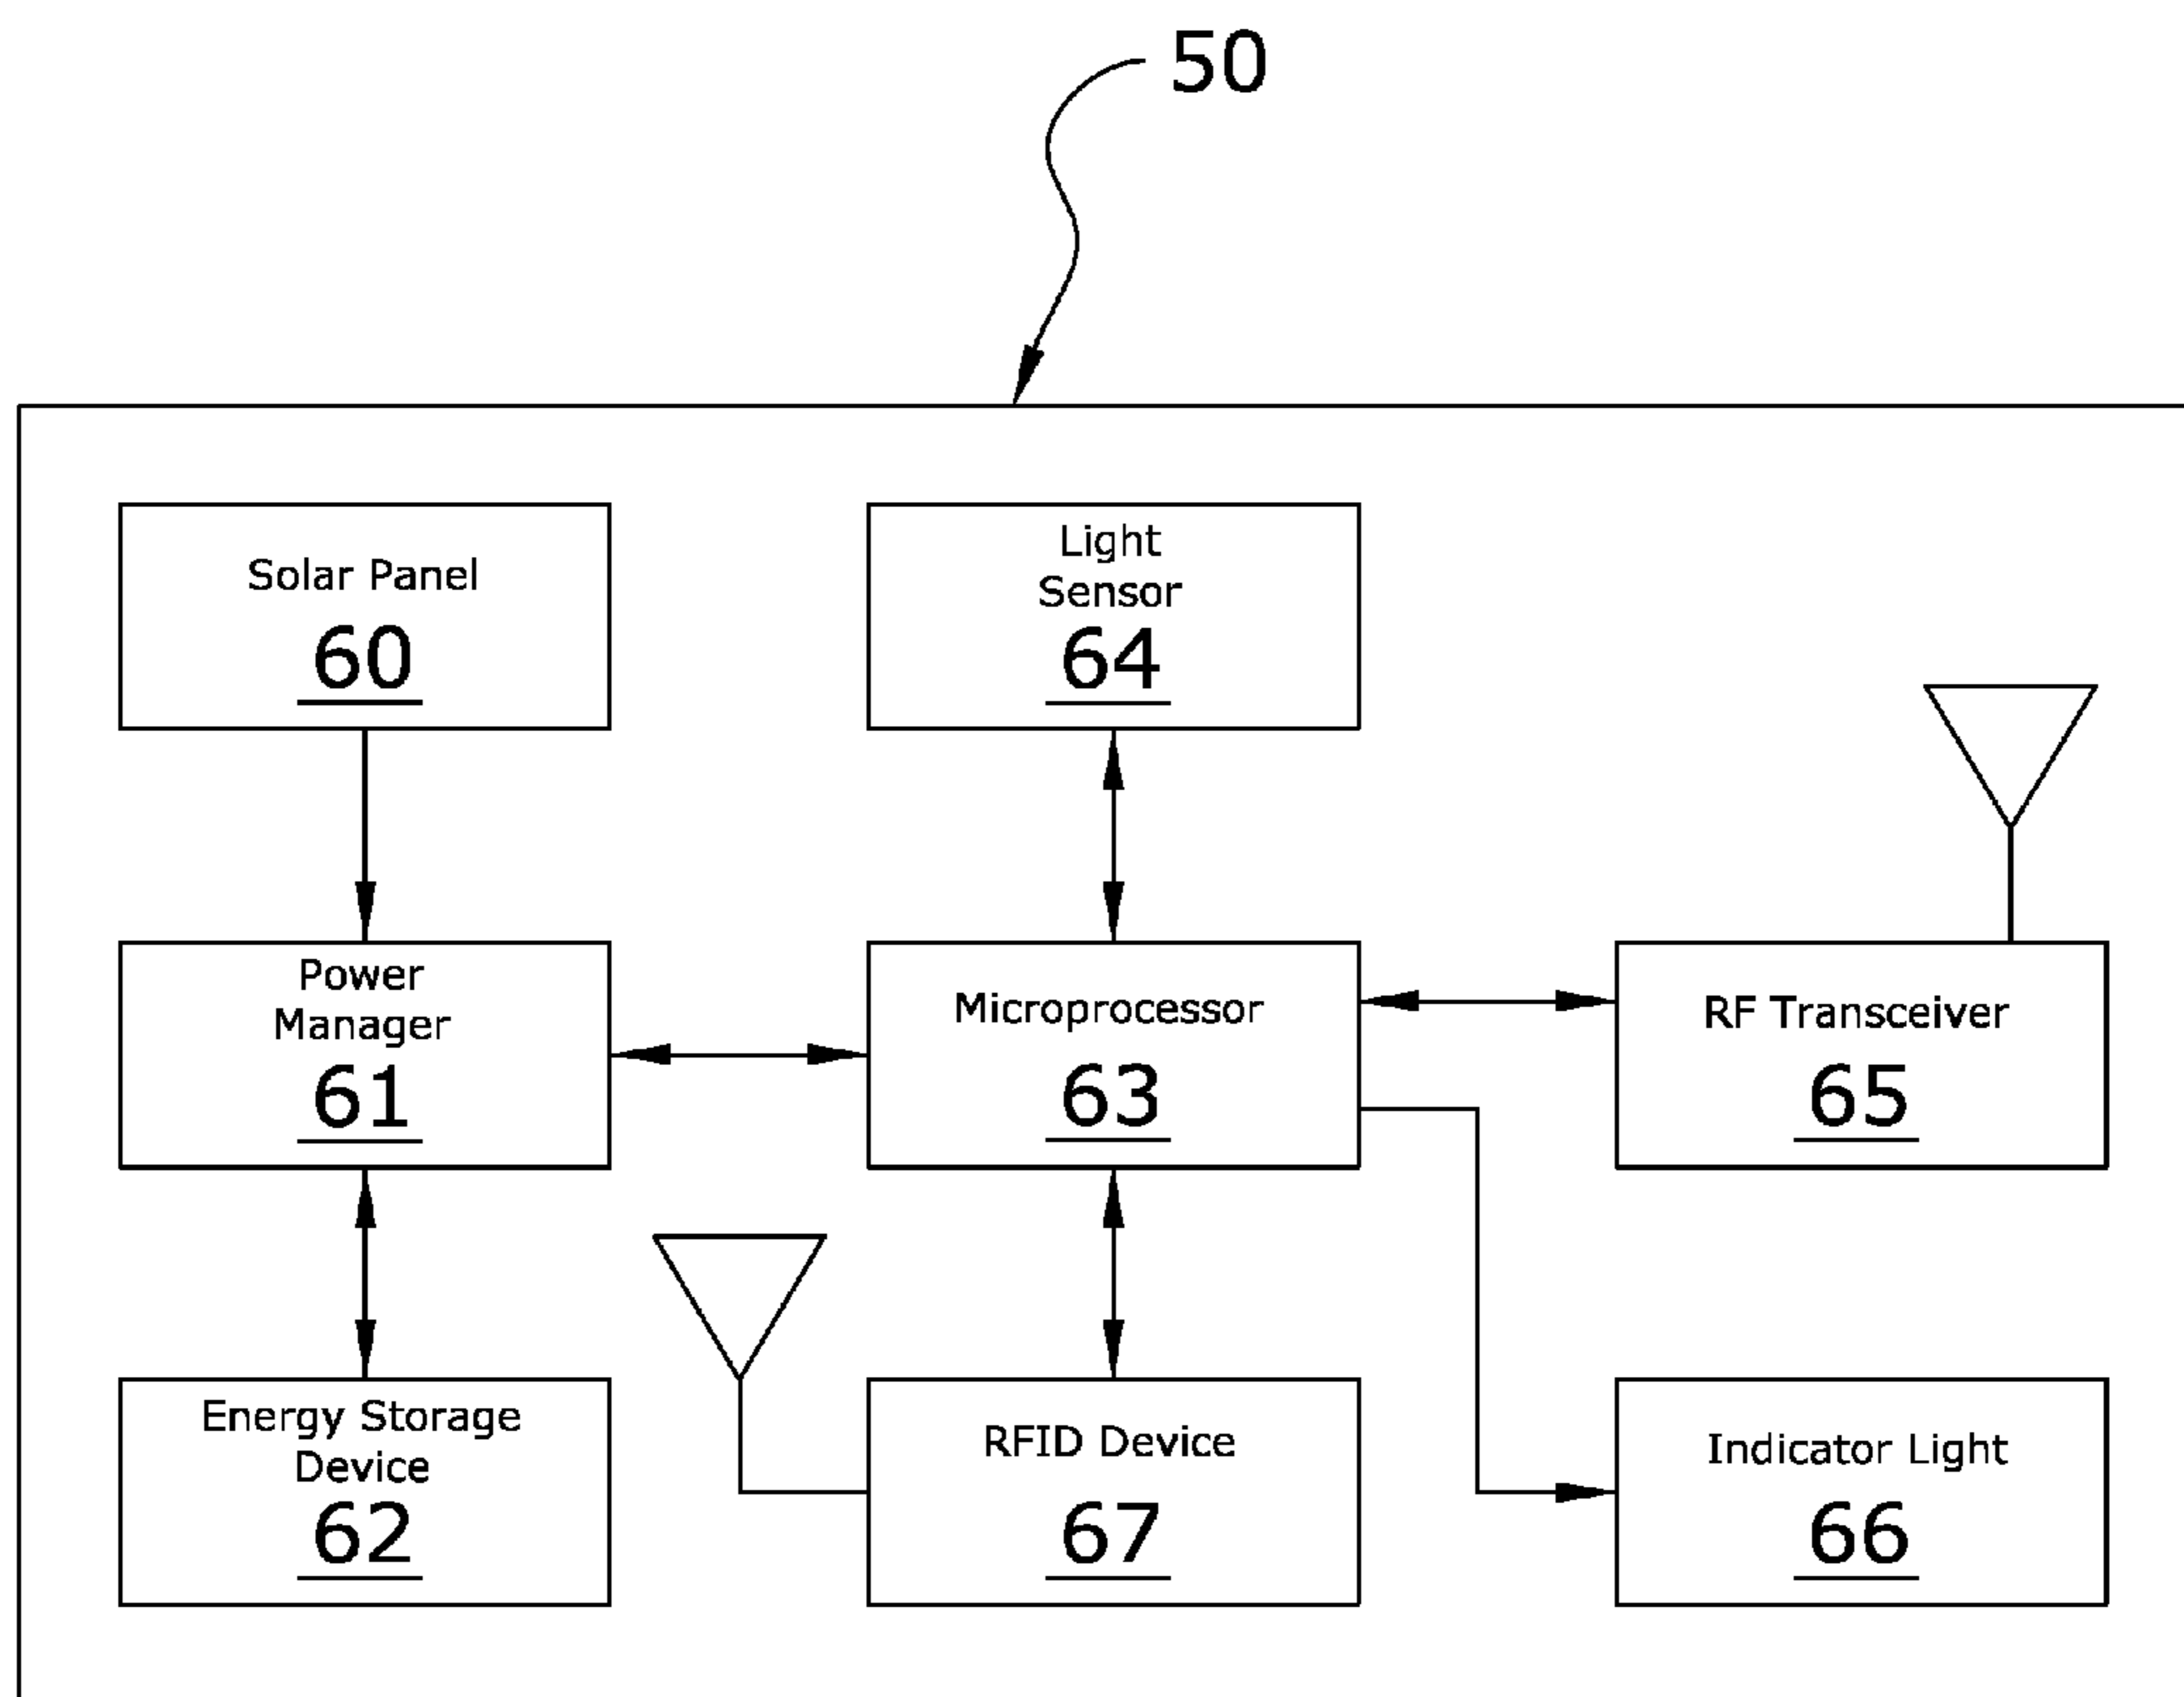 50
Solar Panel
60
Light
Sensor
64
Power
Manager
61
Microprocessor
63
RF Transceiver
65
Energy Storage
Device
62
RFID Device
67
Indicator Light
66